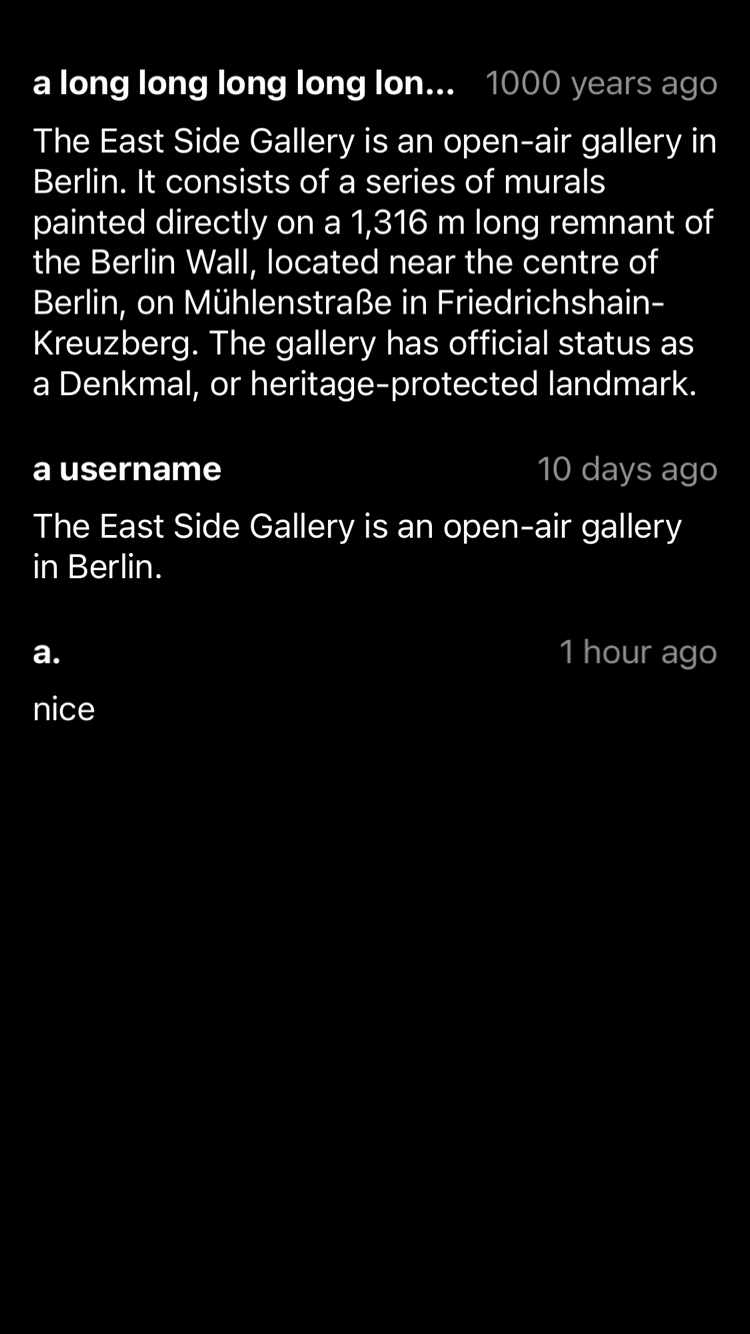 a long long long long lon... 1000 years ago
The East Side Gallery is an open-air gallery in
Berlin. It consists of a series of murals
painted directly on a 1,316 m long remnant of
the Berlin Wall, located near the centre of
Berlin, on Mühlenstraße in Friedrichshain-
Kreuzberg. The gallery has official status as
a Denkmal, or heritage-protected landmark.
a username 10 days ago
The East Side Gallery is an open-air gallery
in Berlin.
a. 1 hour ago
nice